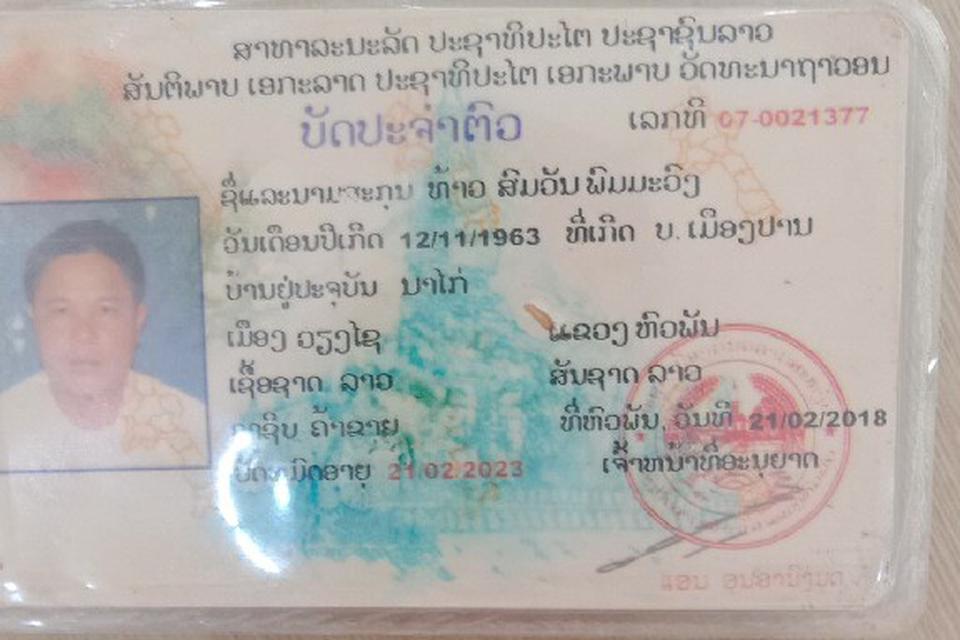 ສາທາລະນະລັດ ປະຊາທິປະໄຕ ປະຊາຊົນລາວ
ສັນຕິພາບ ເອກະລາດ ປະຊາທິປະໄຕ ເອກະພາບ ວັດທະນາຖາວອນ
ບັດປະຈຳຕົວ ເລກທີ 07-0021377
ຊື່ແລະນາມສະກຸນ ທ້າວ ສົມວັນ ພົມມະວົງ
ວັນເດືອນປີເກີດ 12/11/1963 ທີ່ເກີດ ບ. ເມືອງປານ
ບ້ານຢູ່ປະຈຸບັນ ນາໄກ່
ເມືອງ ວຽງໄຊ ແຂວງ ຫົວພັນ
ເຊື້ອຊາດ ລາວ ສັນຊາດ ລາວ
ອາຊີບ ຄ້າຂາຍ ທີ່ຫົວພັນ, ວັນທີ 21/02/2018
ບັດໝົດອາຍຸ 21.02.2023 ເຈົ້າຫນ້າທີ່ອະນຸຍາດ